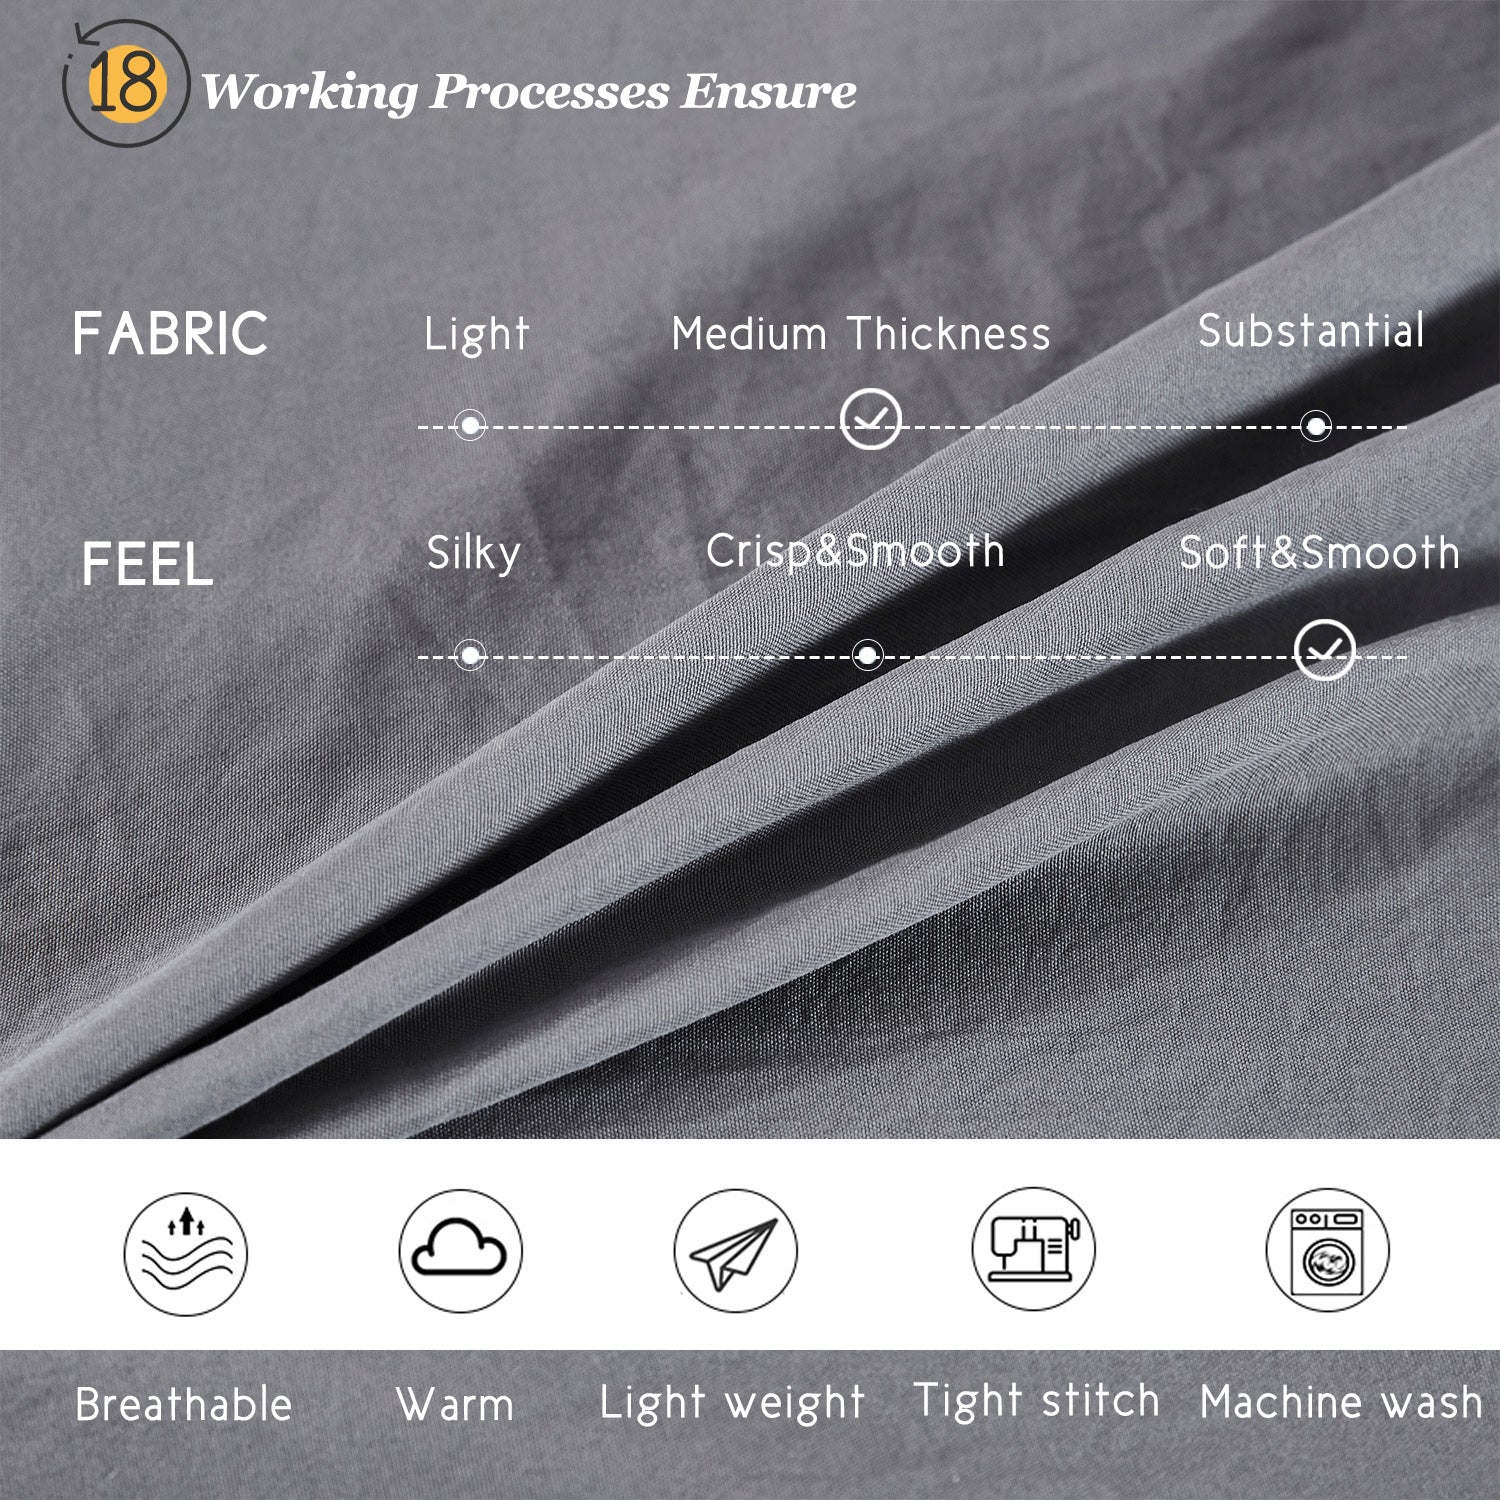 18 Working Processes Ensure
FABRIC Light Medium Thickness Substantial
FEEL Silky Crisp&Smooth Soft&Smooth
Breathable Warm Light weight Tight stitch Machine wash